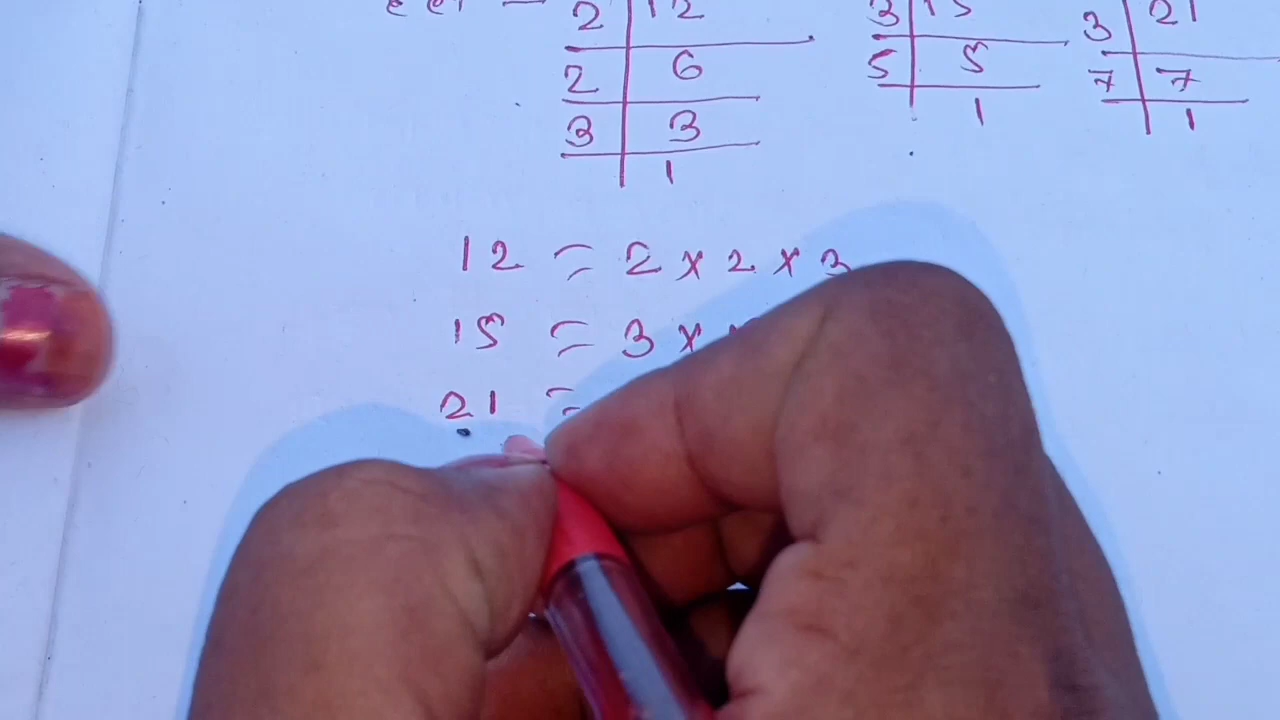 2 | 12 3 | 15 3 | 21
2 | 6 5 | 5 7 | 7
3 | 3 1 1
1
12 = 2 × 2 × 3
15 = 3 ×
21 =